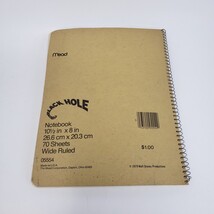 Mead
BLACK HOLE
Notebook
10½ in x 8 in
26.6 cm x 20.3 cm
70 Sheets
Wide Ruled
05554
$1.00